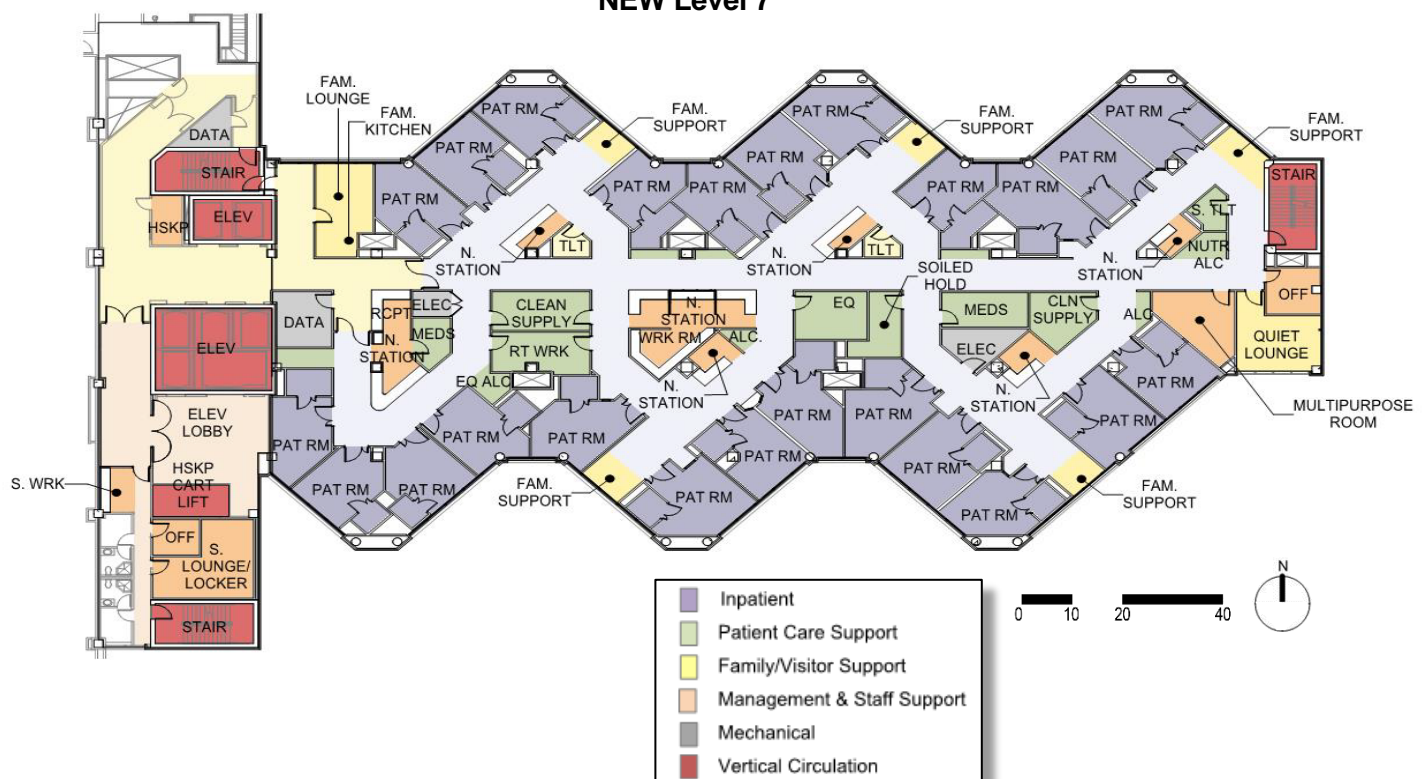 NEW Level 7
FAM.
LOUNGE
FAM.
KITCHEN
PAT RM
FAM.
SUPPORT
PAT RM
FAM.
SUPPORT
PAT RM
FAM.
SUPPORT
DATA
STAIR
PAT RM
PAT RM
PAT RM
PAT RM
PAT RM
PAT RM
PAT RM
PAT RM
PAT RM
STAIR
HSKP
ELEV
S. TLT
N.
STATION
TLT
N.
STATION
TLT
SOILED
HOLD
N.
STATION
NUTR
ALC
DATA
RCPT
ELEC
N.
STATION
MEDS
CLEAN
SUPPLY
RT WRK
EQ ALC
N.
STATION
WRK RM
ALC.
N.
STATION
EQ
MEDS
CLN
SUPPLY
ELEC
N.
STATION
ALC
OFF
QUIET
LOUNGE
MULTIPURPOSE
ROOM
ELEV
ELEV
LOBBY
HSKP
CART
LIFT
S. WRK
OFF
S.
LOUNGE/
LOCKER
STAIR
PAT RM
PAT RM
PAT RM
PAT RM
PAT RM
FAM.
SUPPORT
PAT RM
PAT RM
PAT RM
PAT RM
PAT RM
PAT RM
FAM.
SUPPORT
PAT RM
PAT RM
Inpatient
Patient Care Support
Family/Visitor Support
Management & Staff Support
Mechanical
Vertical Circulation
0 10 20 40
N